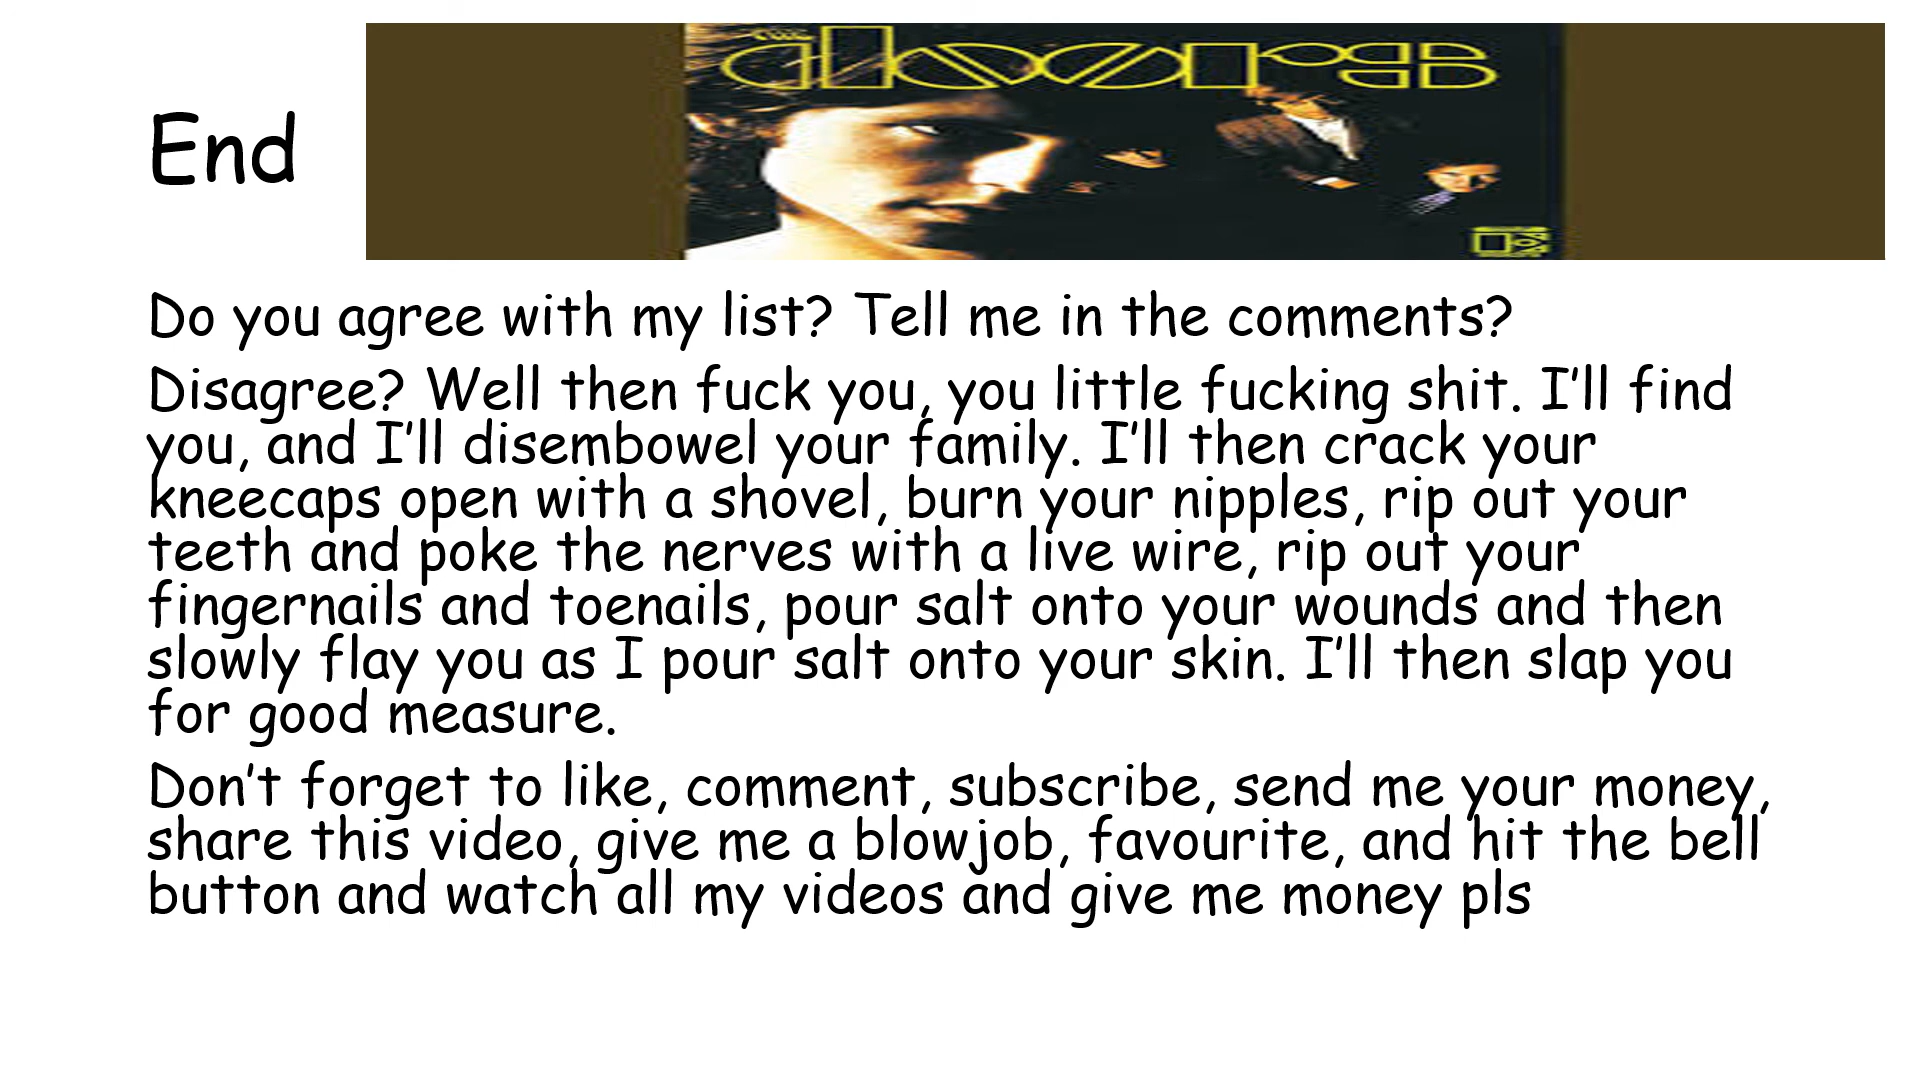 THE
DOORS
End
Do you agree with my list? Tell me in the comments?
Disagree? Well then fuck you, you little fucking shit. I’ll find
you, and I’ll disembowel your family. I’ll then crack your
kneecaps open with a shovel, burn your nipples, rip out your
teeth and poke the nerves with a live wire, rip out your
fingernails and toenails, pour salt onto your wounds and then
slowly flay you as I pour salt onto your skin. I’ll then slap you
for good measure.
Don’t forget to like, comment, subscribe, send me your money,
share this video, give me a blowjob, favourite, and hit the bell
button and watch all my videos and give me money pls